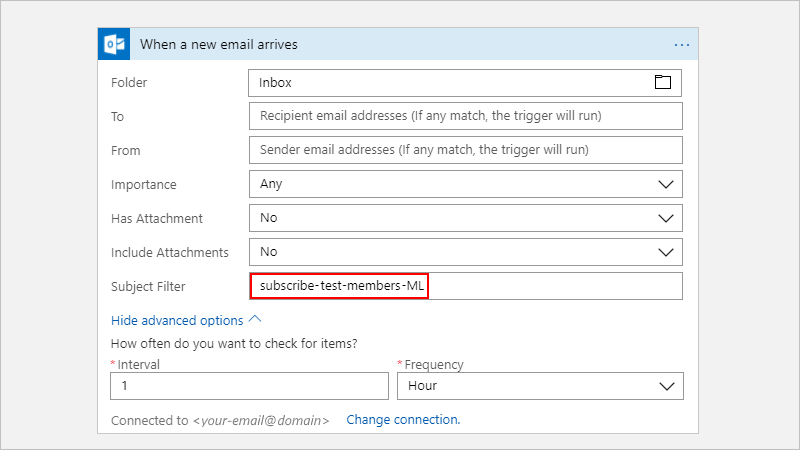 When a new email arrives ...
Folder Inbox
To Recipient email addresses (If any match, the trigger will run)
From Sender email addresses (If any match, the trigger will run)
Importance Any
Has Attachment No
Include Attachments No
Subject Filter subscribe-test-members-ML
Hide advanced options
How often do you want to check for items?
*Interval *Frequency
1 Hour
Connected to <your-email@domain> Change connection.